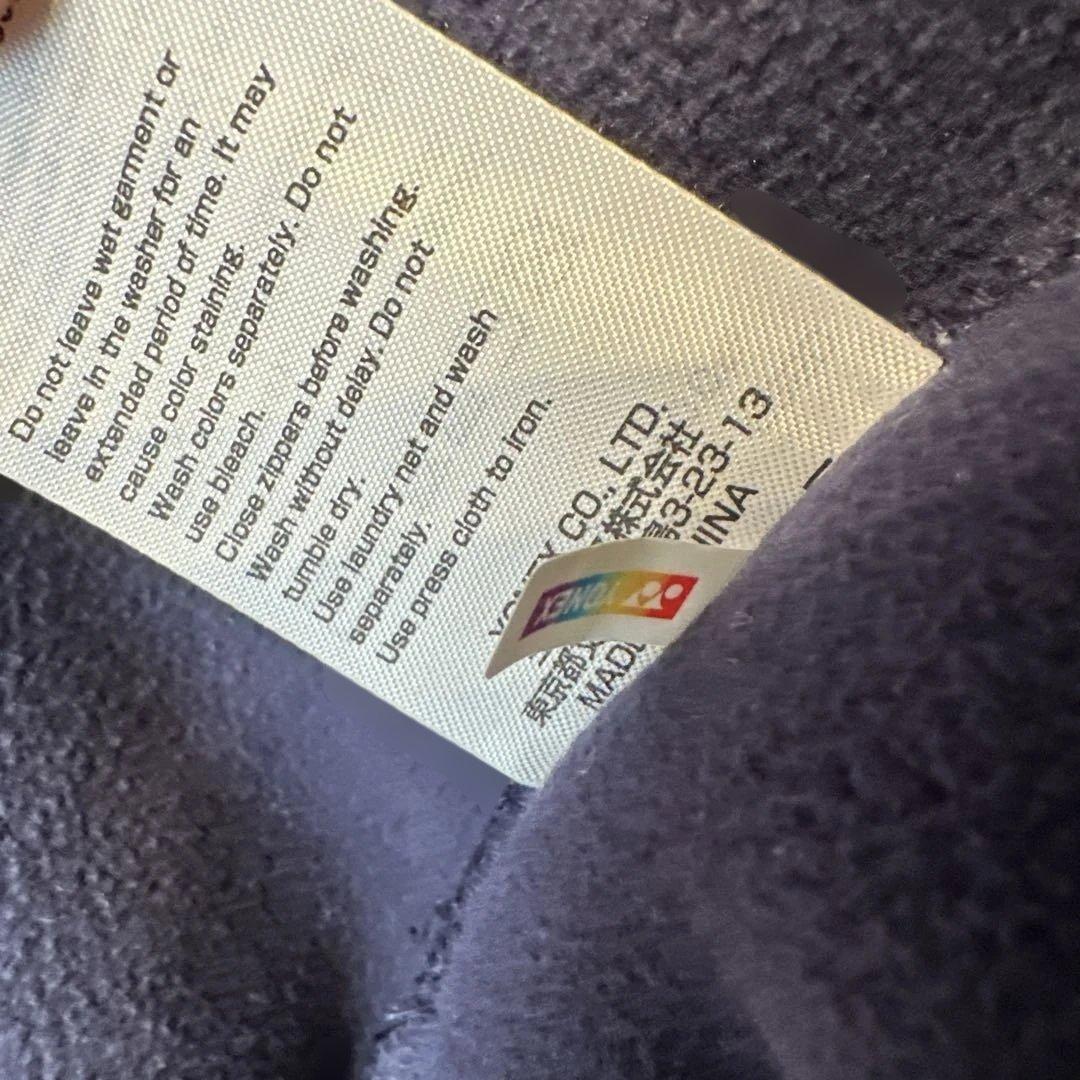 Do not leave wet garment or
leave in the washer for an
extended period of time. It may
cause color staining.
Wash colors separately. Do not
use bleach.
Close zippers before washing.
Wash without delay. Do not
tumble dry.
Use laundry net and wash
separately.
Use press cloth to iron.
CO., LTD.
株式会社
東京都 3-23-13
MADE
YONEX